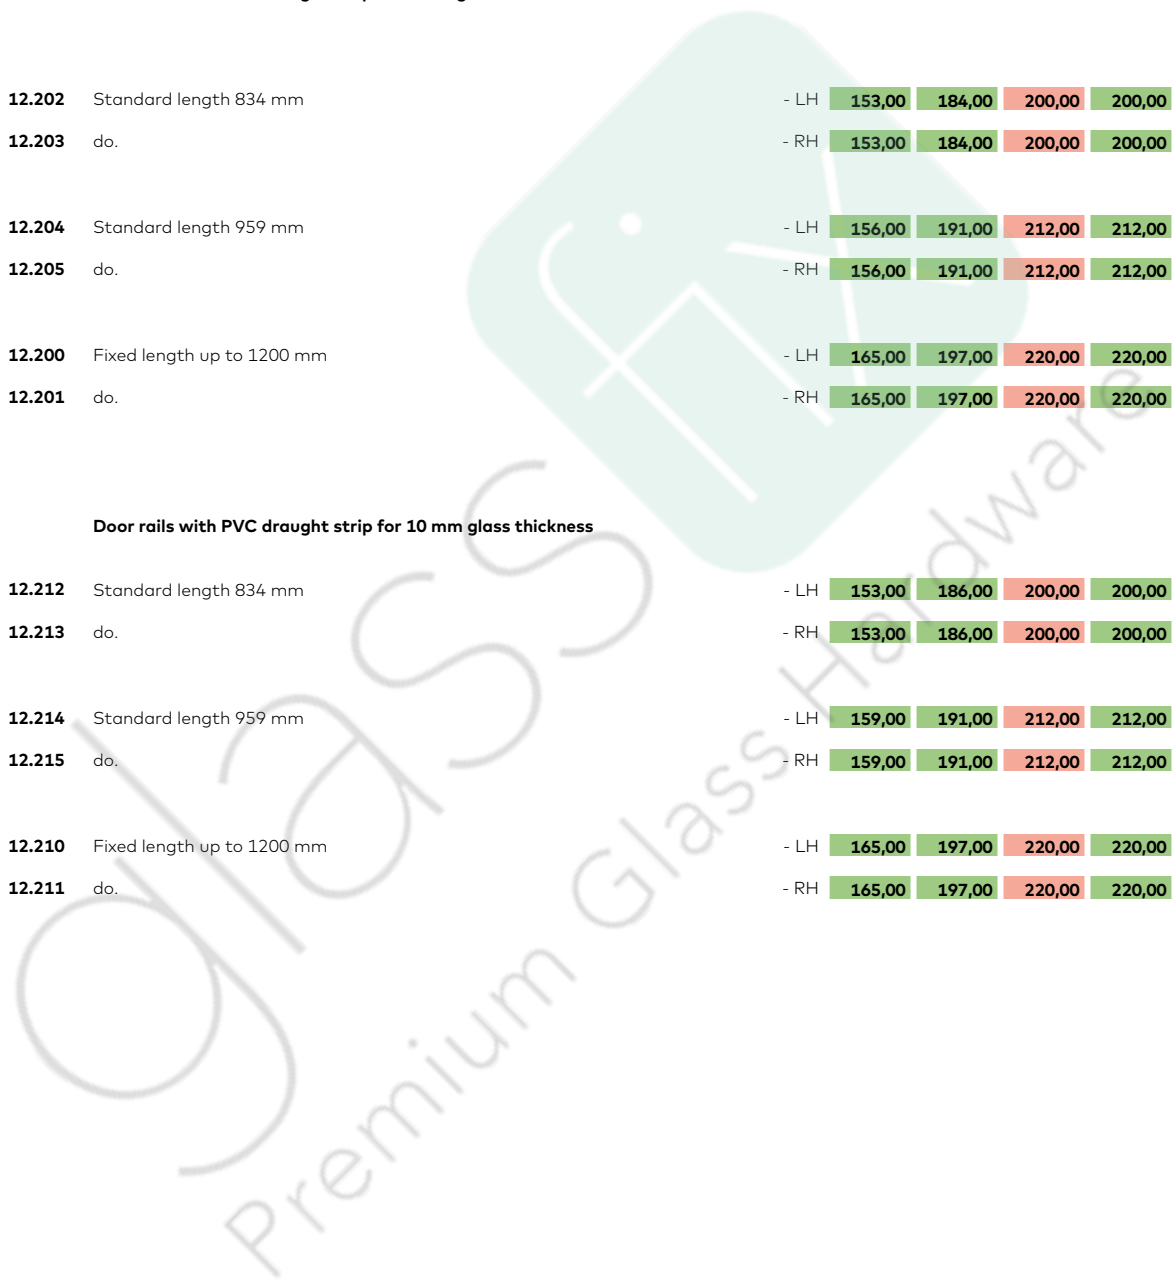 12.202 Standard length 834 mm - LH 153,00 184,00 200,00 200,00
12.203 do. - RH 153,00 184,00 200,00 200,00
12.204 Standard length 959 mm - LH 156,00 191,00 212,00 212,00
12.205 do. - RH 156,00 191,00 212,00 212,00
12.200 Fixed length up to 1200 mm - LH 165,00 197,00 220,00 220,00
12.201 do. - RH 165,00 197,00 220,00 220,00
Door rails with PVC draught strip for 10 mm glass thickness
12.212 Standard length 834 mm - LH 153,00 186,00 200,00 200,00
12.213 do. - RH 153,00 186,00 200,00 200,00
12.214 Standard length 959 mm - LH 159,00 191,00 212,00 212,00
12.215 do. - RH 159,00 191,00 212,00 212,00
12.210 Fixed length up to 1200 mm - LH 165,00 197,00 220,00 220,00
12.211 do. - RH 165,00 197,00 220,00 220,00
glass fix
Premium Glass Hardware